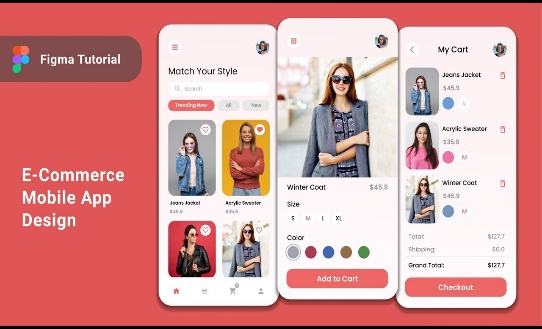 Figma Tutorial
E-Commerce
Mobile App
Design
Match Your Style
Search
Trending Now
All
New
Jeans Jacket
$45.9
Acrylic Sweater
$35.9
Winter Coat
$45.9
Size
S M L XL
Color
Add to Cart
My Cart
Jeans Jacket
$45.9
L
Acrylic Sweater
$35.9
M
Winter Coat
$45.9
M
Total: $127.7
Shipping: $0.0
Grand Total: $127.7
Checkout